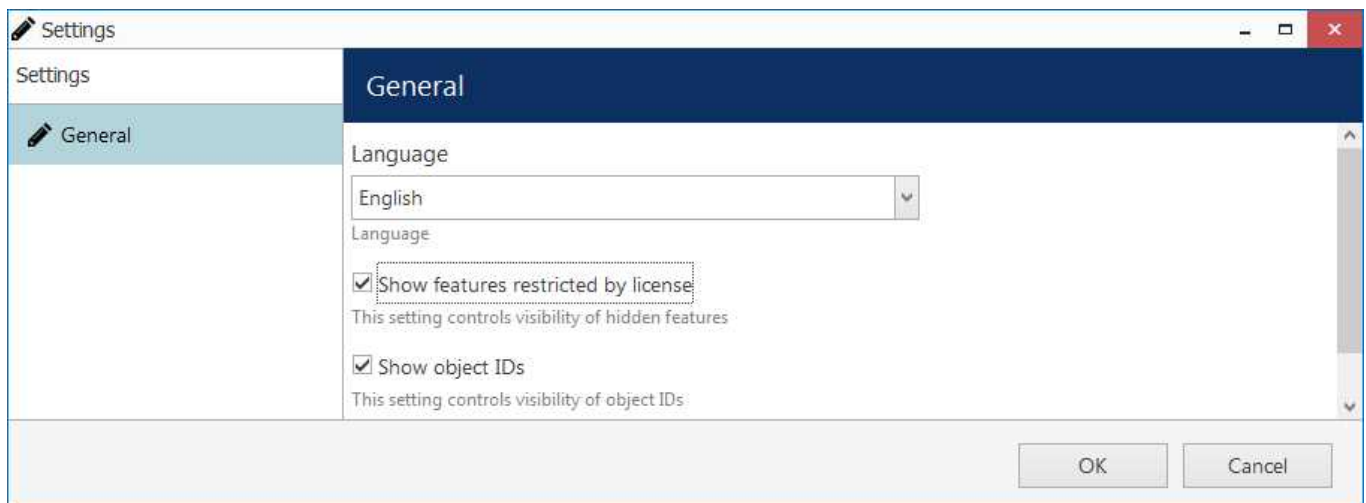 Settings
Settings
General
General
Language
English
Language
Show features restricted by license
This setting controls visibility of hidden features
Show object IDs
This setting controls visibility of object IDs
OK
Cancel